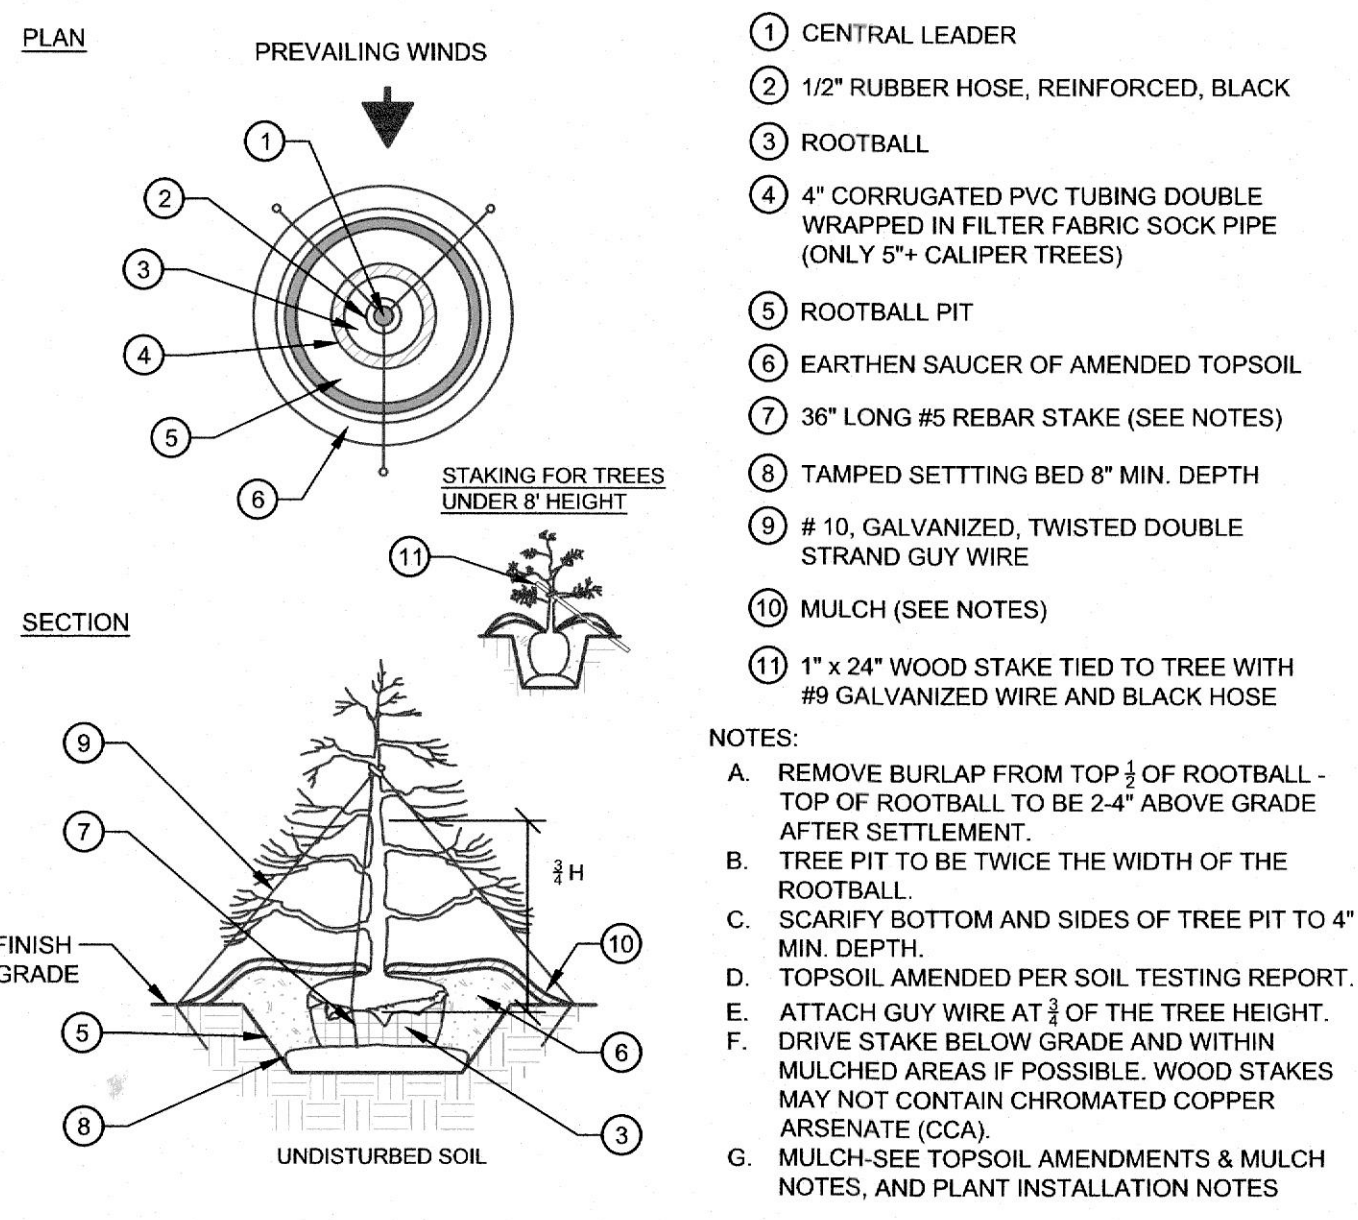 PLAN
PREVAILING WINDS
1
2
3
4
5
6
STAKING FOR TREES
UNDER 8' HEIGHT
11
SECTION
9
7
3/4 H
FINISH
GRADE
10
5
6
8
3
UNDISTURBED SOIL
1 CENTRAL LEADER
2 1/2" RUBBER HOSE, REINFORCED, BLACK
3 ROOTBALL
4 4" CORRUGATED PVC TUBING DOUBLE
WRAPPED IN FILTER FABRIC SOCK PIPE
(ONLY 5"+ CALIPER TREES)
5 ROOTBALL PIT
6 EARTHEN SAUCER OF AMENDED TOPSOIL
7 36" LONG #5 REBAR STAKE (SEE NOTES)
8 TAMPED SETTTING BED 8" MIN. DEPTH
9 # 10, GALVANIZED, TWISTED DOUBLE
STRAND GUY WIRE
10 MULCH (SEE NOTES)
11 1" x 24" WOOD STAKE TIED TO TREE WITH
#9 GALVANIZED WIRE AND BLACK HOSE
NOTES:
A. REMOVE BURLAP FROM TOP 1/2 OF ROOTBALL -
TOP OF ROOTBALL TO BE 2-4" ABOVE GRADE
AFTER SETTLEMENT.
B. TREE PIT TO BE TWICE THE WIDTH OF THE
ROOTBALL.
C. SCARIFY BOTTOM AND SIDES OF TREE PIT TO 4"
MIN. DEPTH.
D. TOPSOIL AMENDED PER SOIL TESTING REPORT.
E. ATTACH GUY WIRE AT 3/4 OF THE TREE HEIGHT.
F. DRIVE STAKE BELOW GRADE AND WITHIN
MULCHED AREAS IF POSSIBLE. WOOD STAKES
MAY NOT CONTAIN CHROMATED COPPER
ARSENATE (CCA).
G. MULCH-SEE TOPSOIL AMENDMENTS & MULCH
NOTES, AND PLANT INSTALLATION NOTES